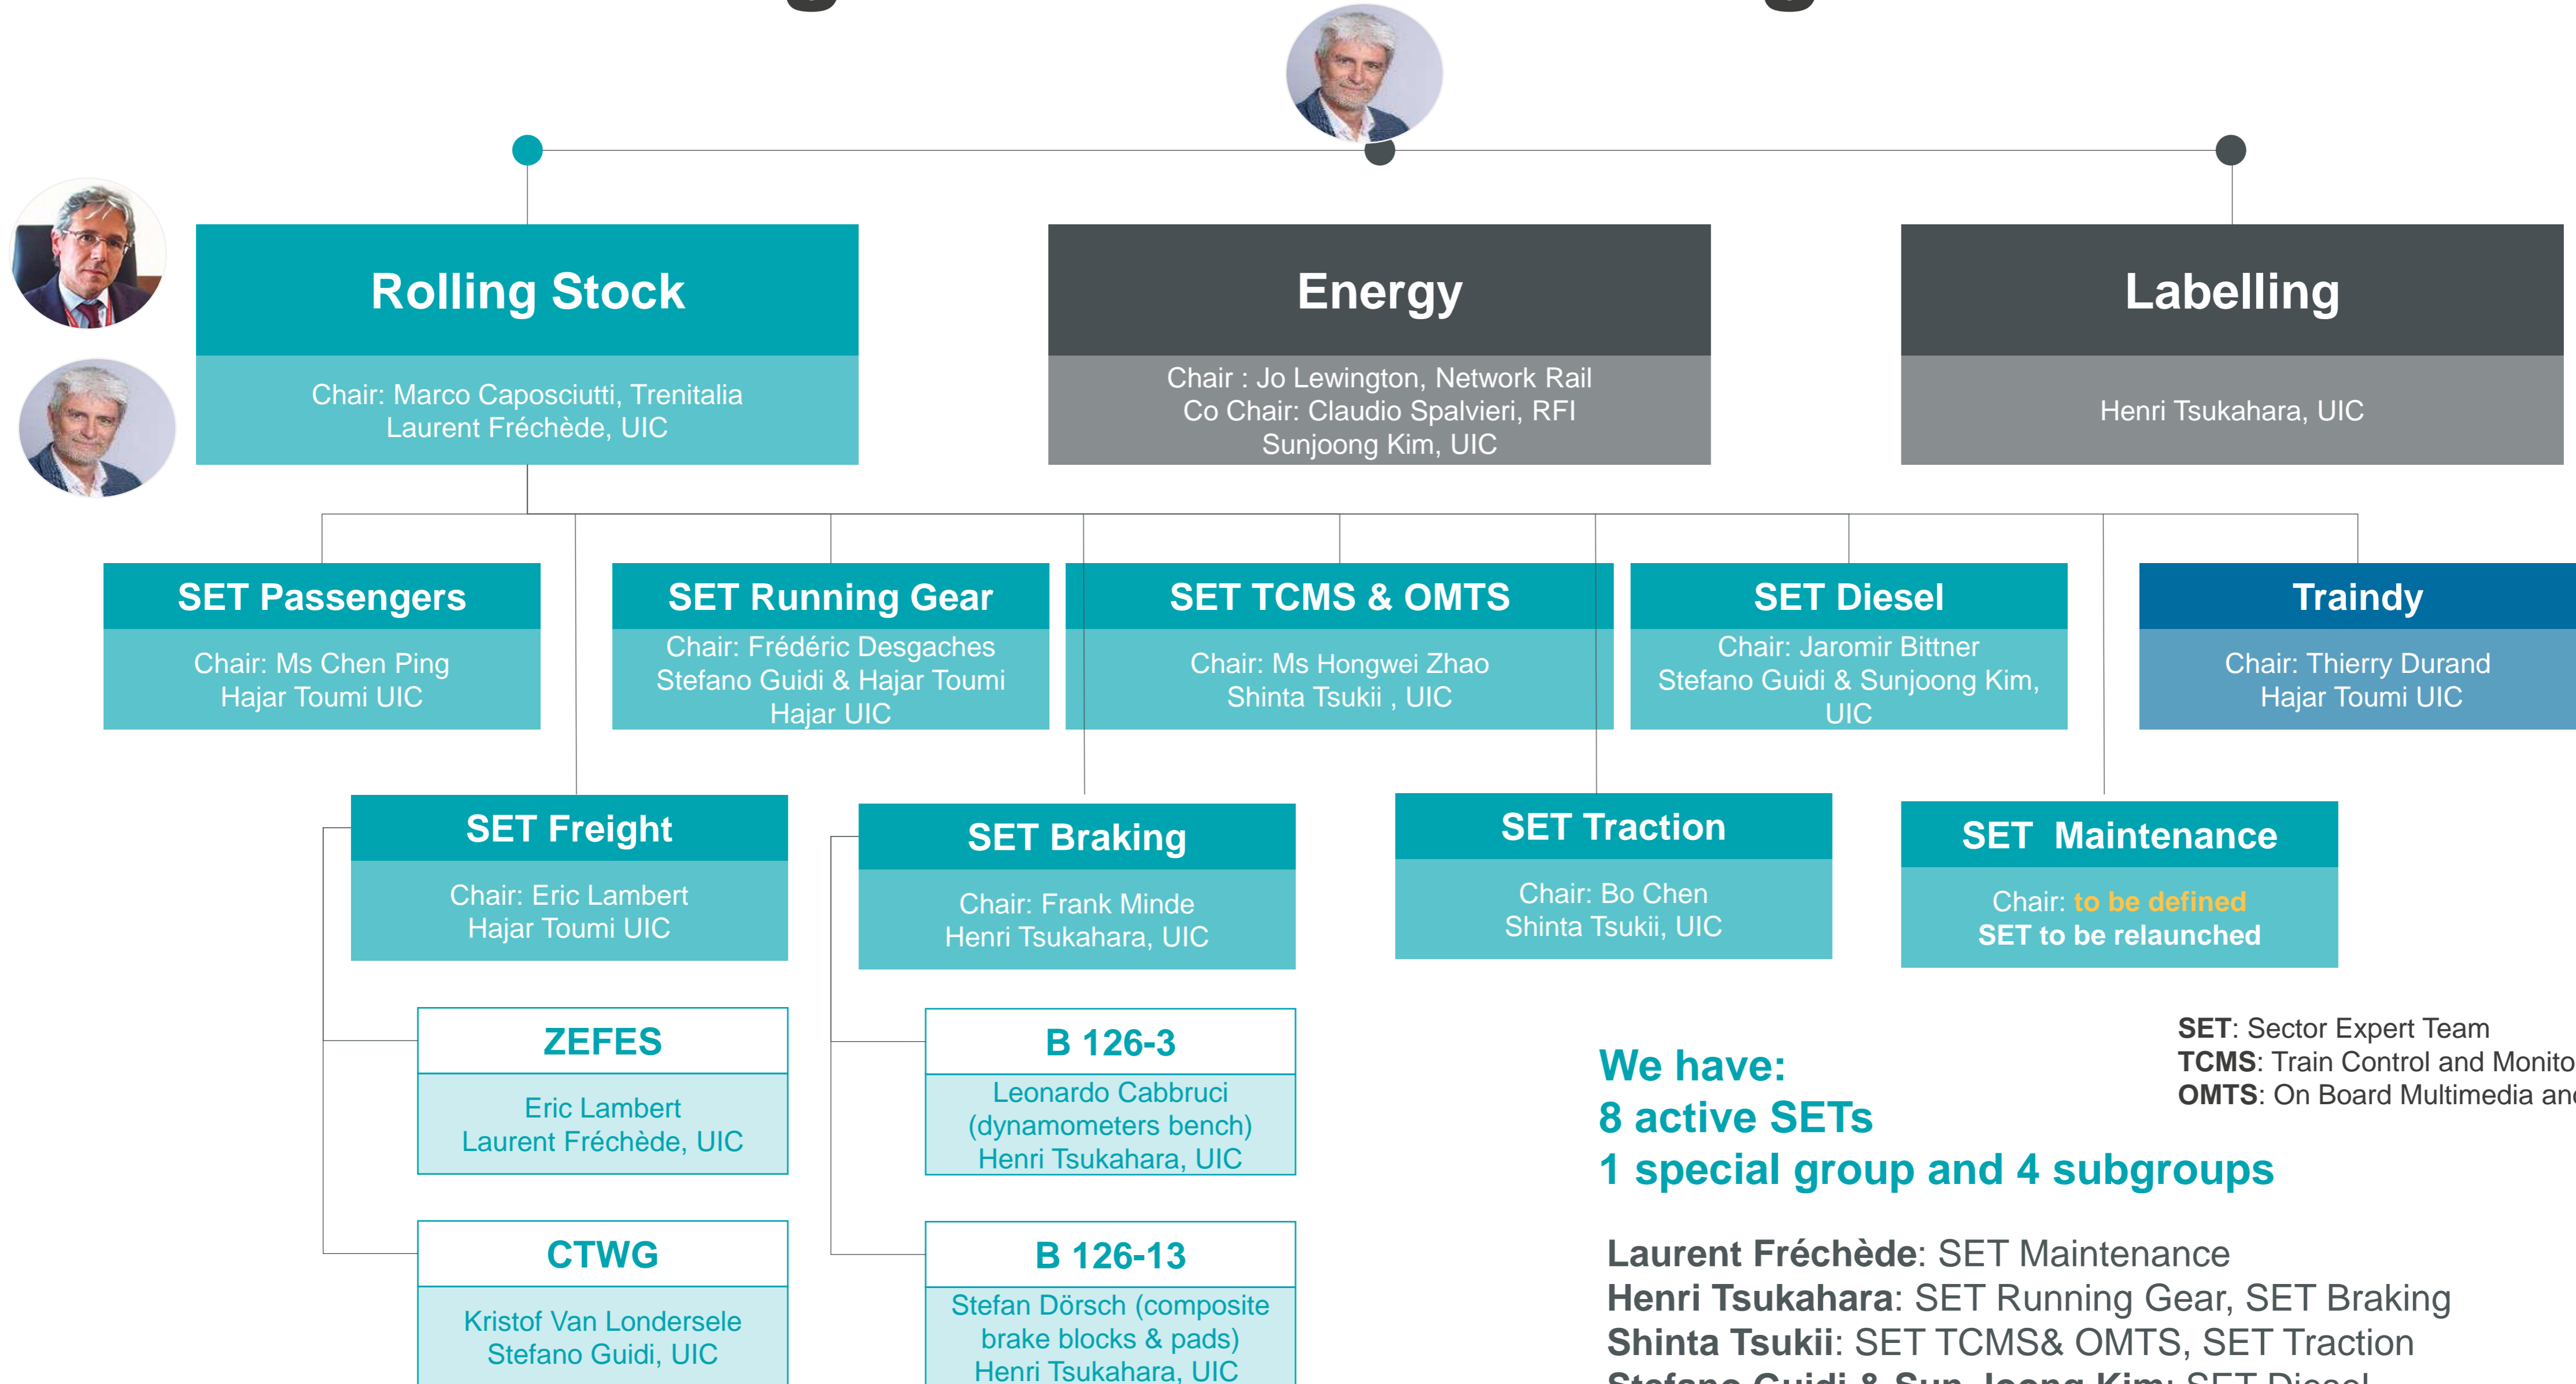 Rolling Stock
Chair: Marco Caposciutti, Trenitalia
Laurent Fréchède, UIC
Energy
Chair : Jo Lewington, Network Rail
Co Chair: Claudio Spalvieri, RFI
Sunjoong Kim, UIC
Labelling
Henri Tsukahara, UIC
SET Passengers
Chair: Ms Chen Ping
Hajar Toumi UIC
SET Running Gear
Chair: Frédéric Desgaches
Stefano Guidi & Hajar Toumi
Hajar UIC
SET TCMS & OMTS
Chair: Ms Hongwei Zhao
Shinta Tsukii , UIC
SET Diesel
Chair: Jaromir Bittner
Stefano Guidi & Sunjoong Kim,
UIC
Traindy
Chair: Thierry Durand
Hajar Toumi UIC
SET Freight
Chair: Eric Lambert
Hajar Toumi UIC
SET Braking
Chair: Frank Minde
Henri Tsukahara, UIC
SET Traction
Chair: Bo Chen
Shinta Tsukii, UIC
SET Maintenance
Chair: to be defined
SET to be relaunched
ZEFES
Eric Lambert
Laurent Fréchède, UIC
B 126-3
Leonardo Cabbruci
(dynamometers bench)
Henri Tsukahara, UIC
CTWG
Kristof Van Londersele
Stefano Guidi, UIC
B 126-13
Stefan Dörsch (composite
brake blocks & pads)
Henri Tsukahara, UIC
SET: Sector Expert Team
TCMS: Train Control and Monito
OMTS: On Board Multimedia and
We have:
8 active SETs
1 special group and 4 subgroups
Laurent Fréchède: SET Maintenance
Henri Tsukahara: SET Running Gear, SET Braking
Shinta Tsukii: SET TCMS& OMTS, SET Traction
Stefano Guidi & Sun Joong Kim: SET Diesel